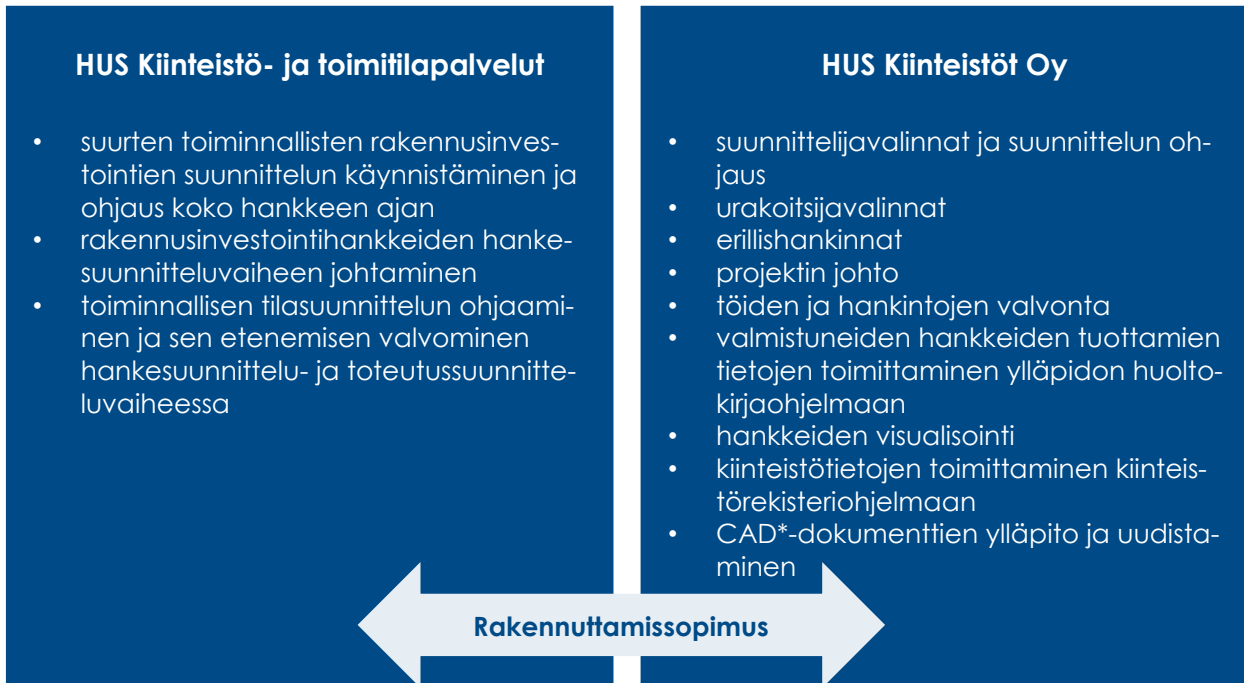 HUS Kiinteistö- ja toimitilapalvelut
• suurten toiminnallisten rakennusinves-
tointien suunnittelun käynnistäminen ja
ohjaus koko hankkeen ajan
• rakennusinvestointihankkeiden hanke-
suunnitteluvaiheen johtaminen
• toiminnallisen tilasuunnittelun ohjaami-
nen ja sen etenemisen valvominen
hankesuunnittelu- ja toteutussuunnitte-
luvaiheessa
HUS Kiinteistöt Oy
• suunnittelijavalinnat ja suunnittelun oh-
jaus
• urakoitsijavalinnat
• erillishankinnat
• projektin johto
• töiden ja hankintojen valvonta
• valmistuneiden hankkeiden tuottamien
tietojen toimittaminen ylläpidon huolto-
kirjaohjelmaan
• hankkeiden visualisointi
• kiinteistötietojen toimittaminen kiinteis-
törekisteriohjelmaan
• CAD*-dokumenttien ylläpito ja uudista-
minen
Rakennuttamissopimus